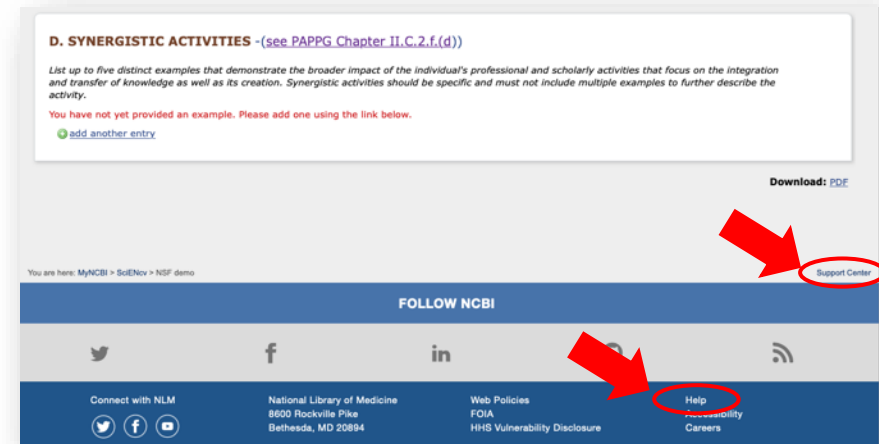 D. SYNERGISTIC ACTIVITIES -(see PAPPG Chapter II.C.2.f.(d))
List up to five distinct examples that demonstrate the broader impact of the individual's professional and scholarly activities that focus on the integration
and transfer of knowledge as well as its creation. Synergistic activities should be specific and must not include multiple examples to further describe the
activity.
You have not yet provided an example. Please add one using the link below.
add another entry
Download: PDF
You are here: MyNCBI > SciENcv > NSF demo
Support Center
FOLLOW NCBI
Connect with NLM
National Library of Medicine
8600 Rockville Pike
Bethesda, MD 20894
Web Policies
FOIA
HHS Vulnerability Disclosure
Help
Accessibility
Careers